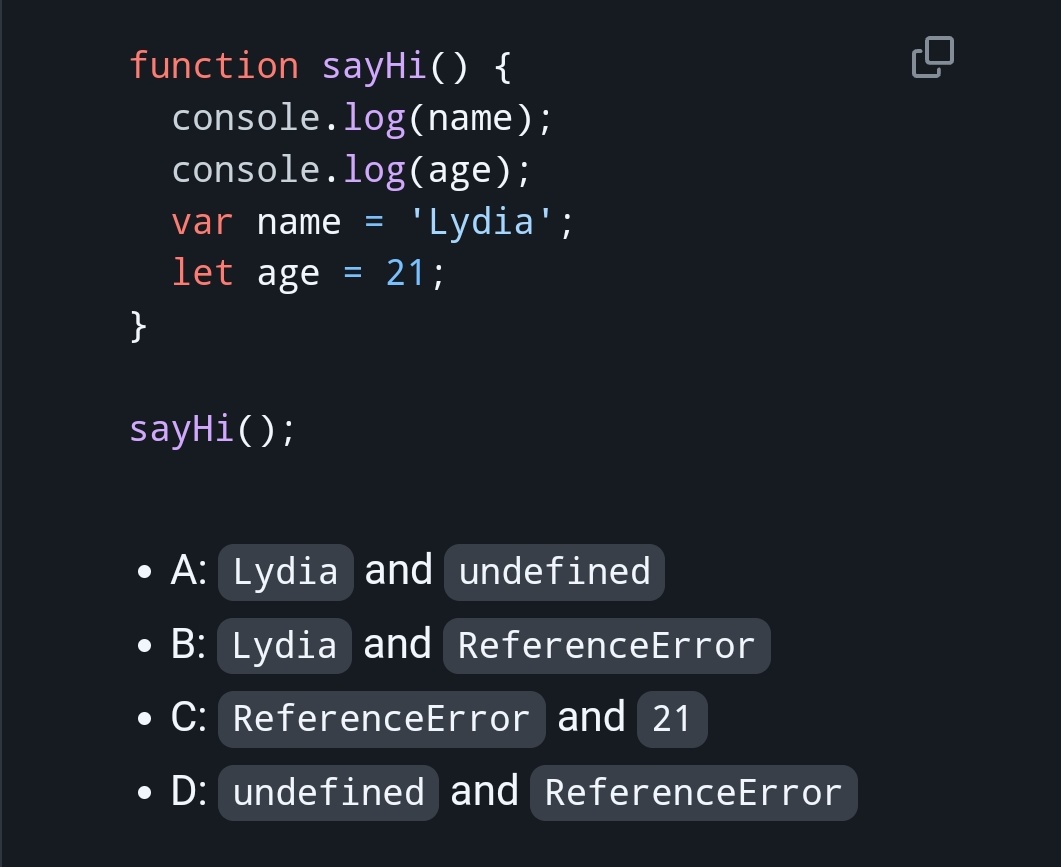 function sayHi() {
  console.log(name);
  console.log(age);
  var name = 'Lydia';
  let age = 21;
}
sayHi();
• A: Lydia and undefined
• B: Lydia and ReferenceError
• C: ReferenceError and 21
• D: undefined and ReferenceError